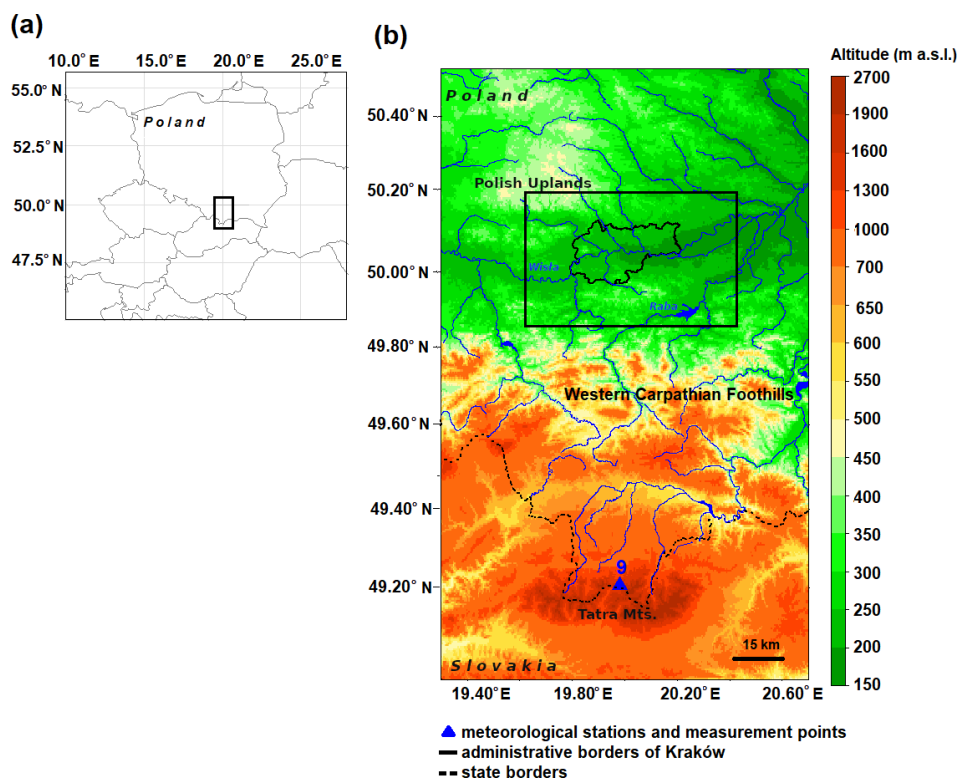 (a)
10.0° E 15.0° E 20.0° E 25.0° E
55.0° N
52.5° N
50.0° N
47.5° N
Poland
(b)
Poland
Polish Uplands
Wisła
Raba
Western Carpathian Foothills
9
Tatra Mts.
Slovakia
15 km
50.40° N
50.20° N
50.00° N
49.80° N
49.60° N
49.40° N
49.20° N
19.40° E 19.80° E 20.20° E 20.60° E
Altitude (m a.s.l.)
2700
1900
1600
1300
1000
700
650
600
550
500
450
400
350
300
250
200
150
meteorological stations and measurement points
administrative borders of Kraków
state borders